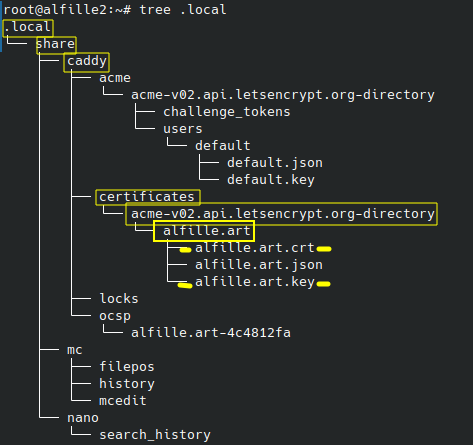 root@alfille2:~# tree .local
.local
└── share
    ├── caddy
    │   ├── acme
    │   │   └── acme-v02.api.letsencrypt.org-directory
    │   │       ├── challenge_tokens
    │   │       └── users
    │   │           └── default
    │   │               ├── default.json
    │   │               └── default.key
    │   ├── certificates
    │   │   └── acme-v02.api.letsencrypt.org-directory
    │   │       └── alfille.art
    │   │           ├── alfille.art.crt
    │   │           ├── alfille.art.json
    │   │           └── alfille.art.key
    │   ├── locks
    │   └── ocsp
    │       └── alfille.art-4c4812fa
    ├── mc
    │   ├── filepos
    │   ├── history
    │   └── mcedit
    └── nano
        └── search_history